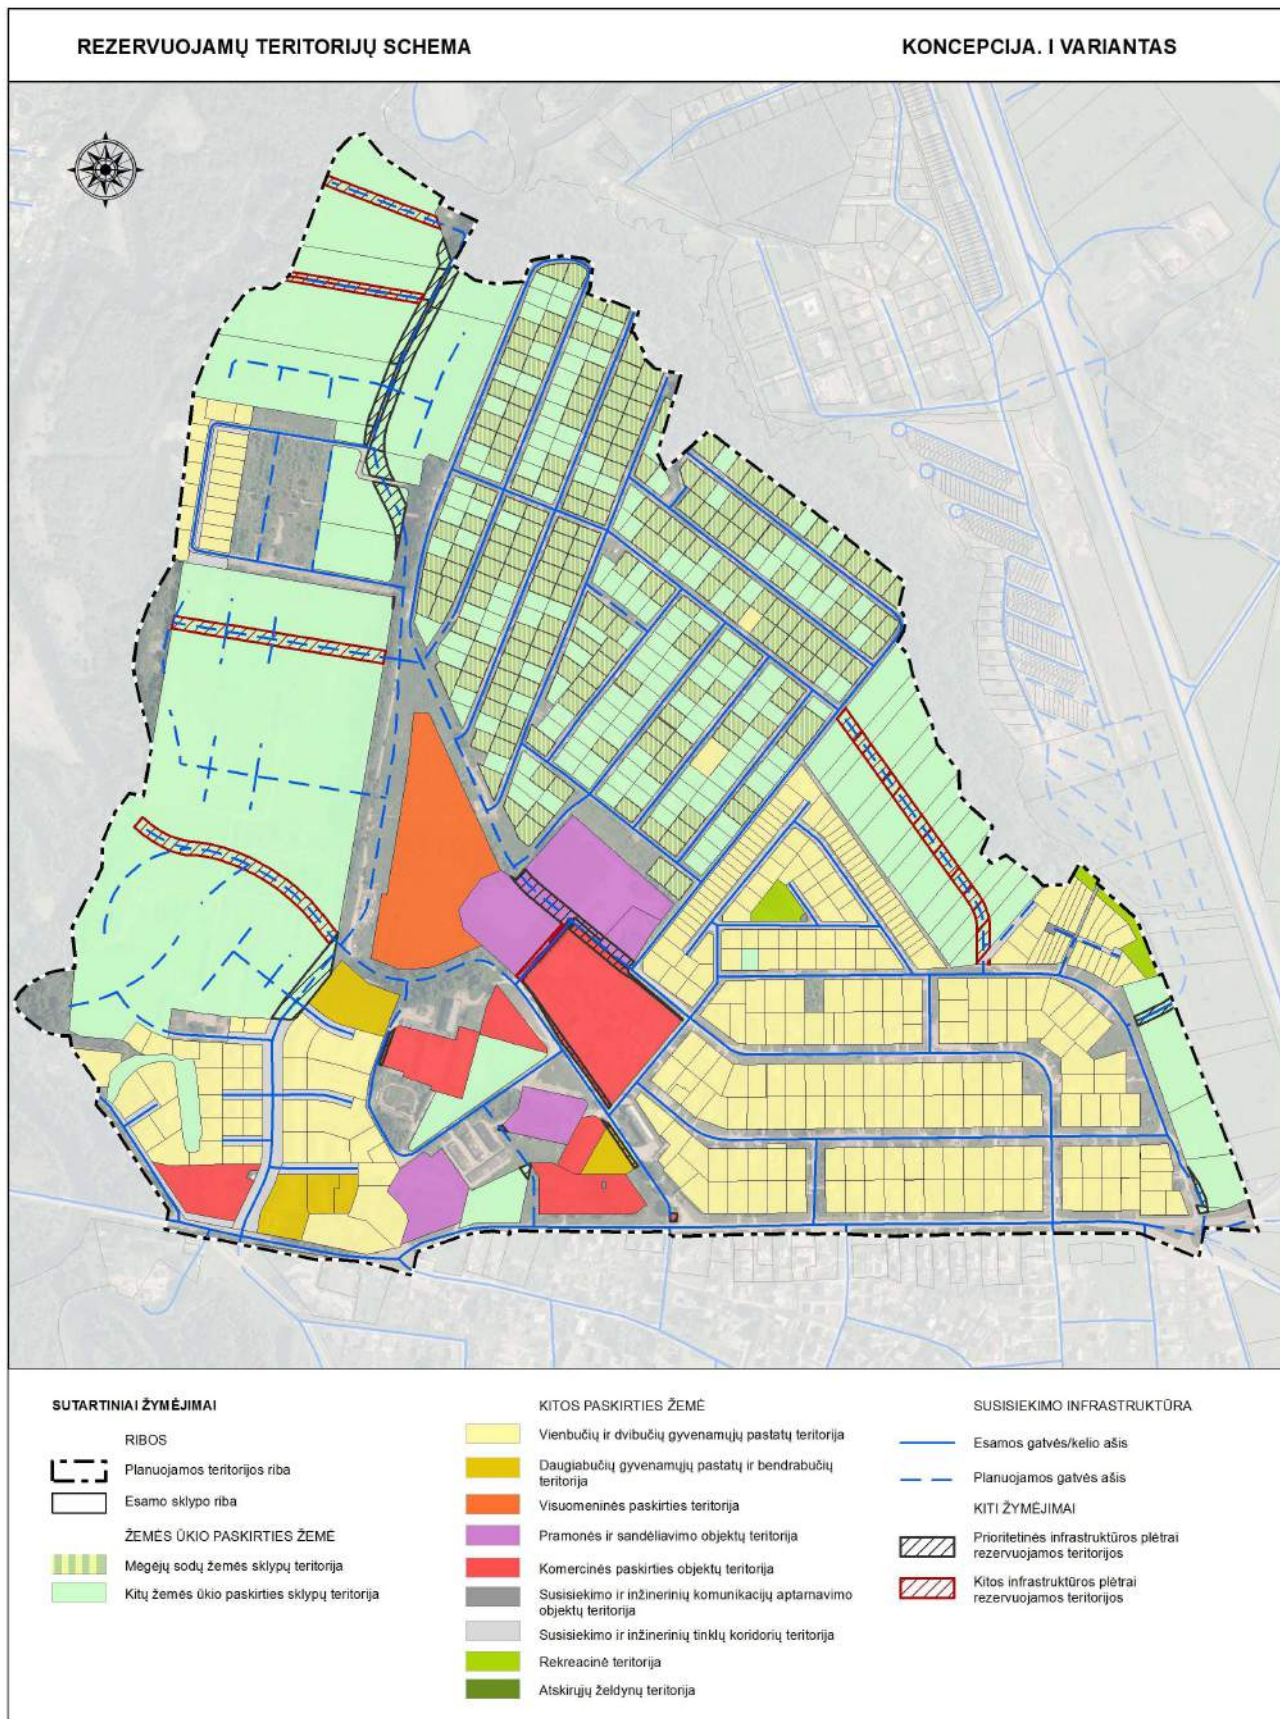 REZERVUOJAMŲ TERITORIJŲ SCHEMA
KONCEPCIJA. I VARIANTAS
SUTARTINIAI ŽYMĖJIMAI
RIBOS
Planuojamos teritorijos riba
Esamo sklypo riba
ŽEMĖS ŪKIO PASKIRTIES ŽEMĖ
Mėgėjų sodų žemės sklypų teritorija
Kitų žemės ūkio paskirties sklypų teritorija
KITOS PASKIRTIES ŽEMĖ
Vienbučių ir dvibučių gyvenamųjų pastatų teritorija
Daugiabučių gyvenamųjų pastatų ir bendrabučių
teritorija
Visuomeninės paskirties teritorija
Pramonės ir sandėliavimo objektų teritorija
Komercinės paskirties objektų teritorija
Susisiekimo ir inžinerinių komunikacijų aptarnavimo
objektų teritorija
Susisiekimo ir inžinerinių tinklų koridorių teritorija
Rekreacinė teritorija
Atskirųjų želdynų teritorija
SUSISIEKIMO INFRASTRUKTŪRA
Esamos gatvės/kelio ašis
Planuojamos gatvės ašis
KITI ŽYMĖJIMAI
Prioritetinės infrastruktūros plėtrai
rezervuojamos teritorijos
Kitos infrastruktūros plėtrai
rezervuojamos teritorijos